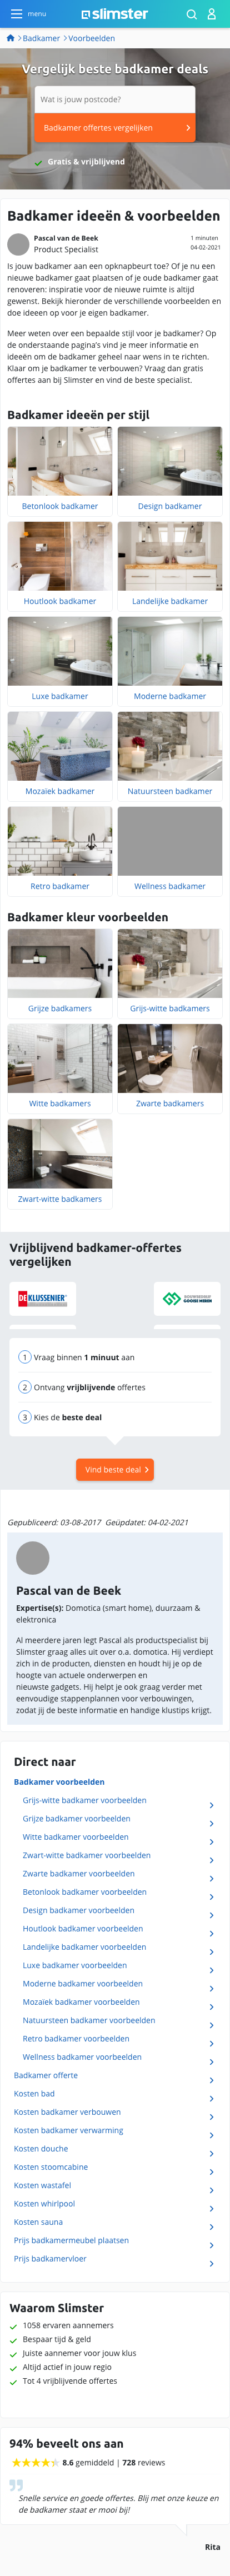 menu
slimster
Badkamer
Voorbeelden
Vergelijk beste badkamer deals
Wat is jouw postcode?
Badkamer offertes vergelijken
Gratis & vrijblijvend
Badkamer ideeën & voorbeelden
Pascal van de Beek
Product Specialist
1 minuten
04-02-2021
Is jouw badkamer aan een opknapbeurt toe? Of je nu een
nieuwe badkamer gaat plaatsen of je oude badkamer gaat
renoveren: inspiratie voor de nieuwe ruimte is altijd
gewenst. Bekijk hieronder de verschillende voorbeelden en
doe ideeen op voor je eigen badkamer.
Meer weten over een bepaalde stijl voor je badkamer? Op
de onderstaande pagina's vind je meer informatie en
ideeën om de badkamer geheel naar wens in te richten.
Klaar om je badkamer te verbouwen? Vraag dan gratis
offertes aan bij Slimster en vind de beste specialist.
Badkamer ideeën per stijl
Betonlook badkamer
Design badkamer
Houtlook badkamer
Landelijke badkamer
Luxe badkamer
Moderne badkamer
Mozaïek badkamer
Natuursteen badkamer
Retro badkamer
Wellness badkamer
Badkamer kleur voorbeelden
Grijze badkamers
Grijs-witte badkamers
Witte badkamers
Zwarte badkamers
Zwart-witte badkamers
Vrijblijvend badkamer-offertes
vergelijken
DE KLUSSENIER
GOOSE HEINEN
1 Vraag binnen 1 minuut aan
2 Ontvang vrijblijvende offertes
3 Kies de beste deal
Vind beste deal
Gepubliceerd: 03-08-2017 Geüpdatet: 04-02-2021
Pascal van de Beek
Expertise(s): Domotica (smart home), duurzaam &
elektronica
Al meerdere jaren legt Pascal als productspecialist bij
Slimster graag alles uit over o.a. domotica. Hij verdiept
zich in de producten, diensten en houdt hij je op de
hoogte van actuele onderwerpen en
nieuwste gadgets. Hij helpt je ook graag verder met
eenvoudige stappenplannen voor verbouwingen,
zodat jij de beste informatie en handige klustips krijgt.
Direct naar
Badkamer voorbeelden
Grijs-witte badkamer voorbeelden
Grijze badkamer voorbeelden
Witte badkamer voorbeelden
Zwart-witte badkamer voorbeelden
Zwarte badkamer voorbeelden
Betonlook badkamer voorbeelden
Design badkamer voorbeelden
Houtlook badkamer voorbeelden
Landelijke badkamer voorbeelden
Luxe badkamer voorbeelden
Moderne badkamer voorbeelden
Mozaïek badkamer voorbeelden
Natuursteen badkamer voorbeelden
Retro badkamer voorbeelden
Wellness badkamer voorbeelden
Badkamer offerte
Kosten bad
Kosten badkamer verbouwen
Kosten badkamer verwarming
Kosten douche
Kosten stoomcabine
Kosten wastafel
Kosten whirlpool
Kosten sauna
Prijs badkamermeubel plaatsen
Prijs badkamervloer
Waarom Slimster
1058 ervaren aannemers
Bespaar tijd & geld
Juiste aannemer voor jouw klus
Altijd actief in jouw regio
Tot 4 vrijblijvende offertes
94% beveelt ons aan
8.6 gemiddeld | 728 reviews
Snelle service en goede offertes. Blij met onze keuze en
de badkamer staat er mooi bij!
Rita